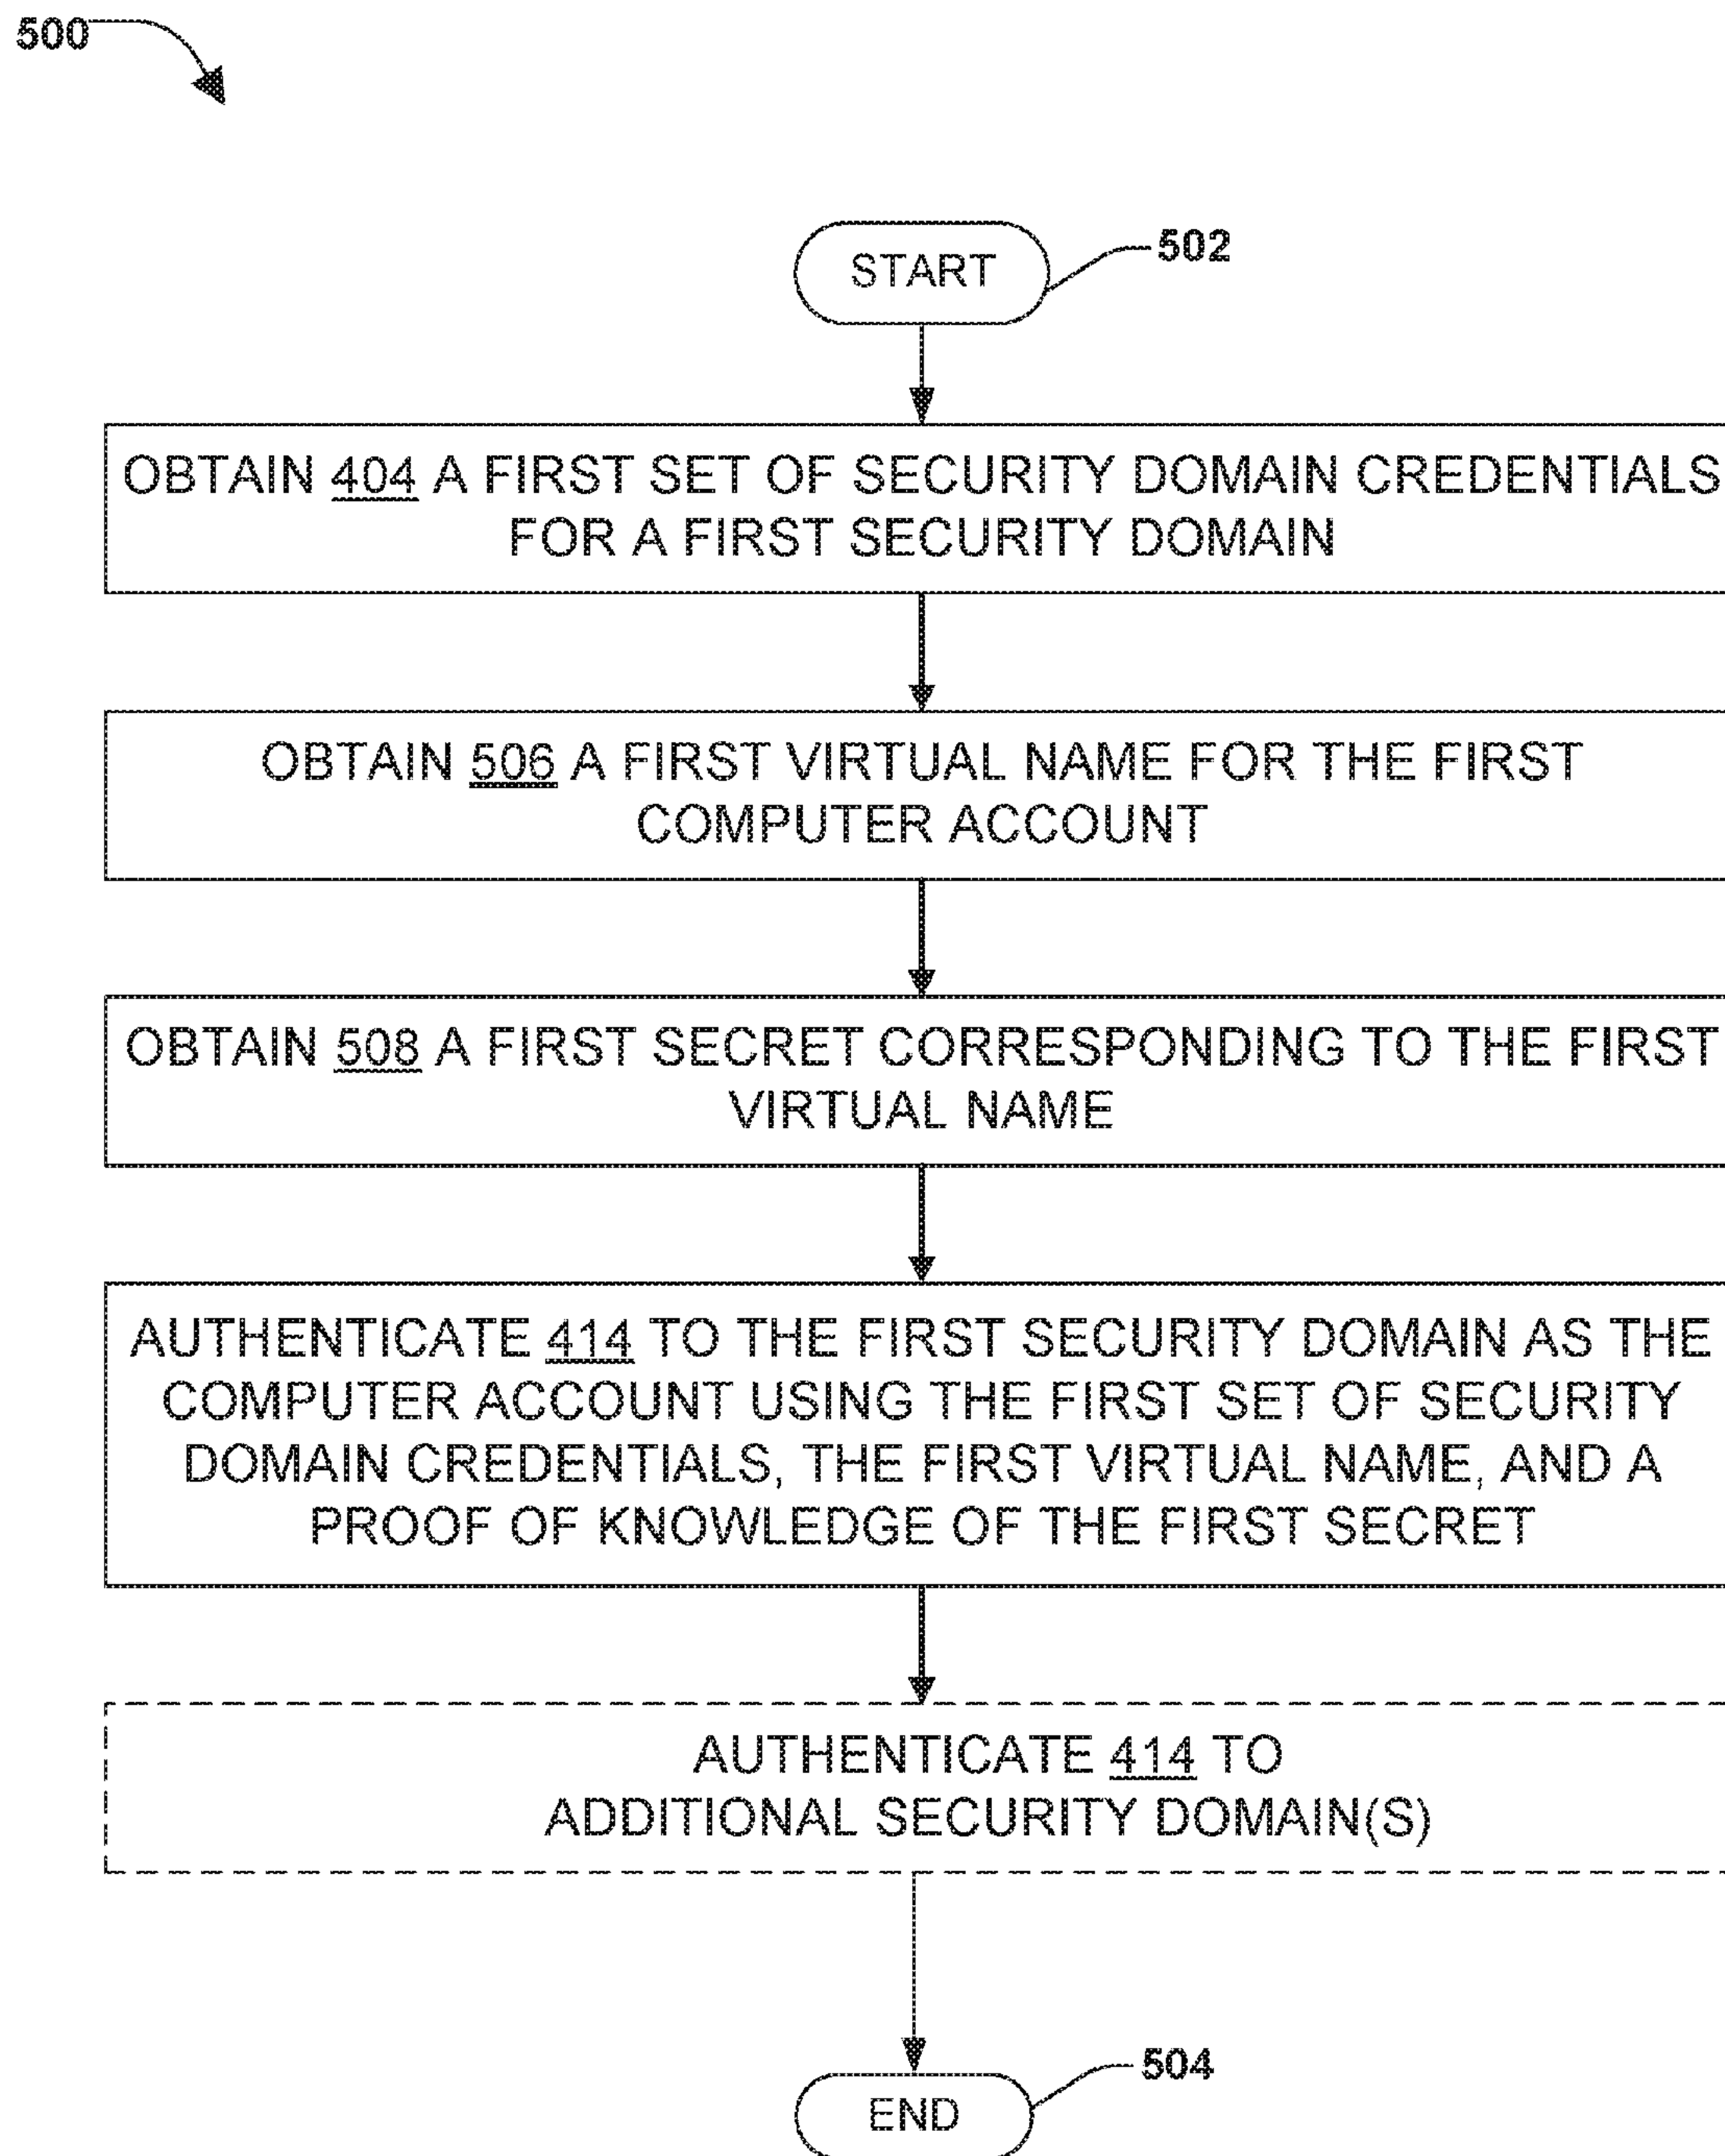 500
START
502
OBTAIN 404 A FIRST SET OF SECURITY DOMAIN CREDENTIALS
FOR A FIRST SECURITY DOMAIN
OBTAIN 506 A FIRST VIRTUAL NAME FOR THE FIRST
COMPUTER ACCOUNT
OBTAIN 508 A FIRST SECRET CORRESPONDING TO THE FIRST
VIRTUAL NAME
AUTHENTICATE 414 TO THE FIRST SECURITY DOMAIN AS THE
COMPUTER ACCOUNT USING THE FIRST SET OF SECURITY
DOMAIN CREDENTIALS, THE FIRST VIRTUAL NAME, AND A
PROOF OF KNOWLEDGE OF THE FIRST SECRET
AUTHENTICATE 414 TO
ADDITIONAL SECURITY DOMAIN(S)
504
END